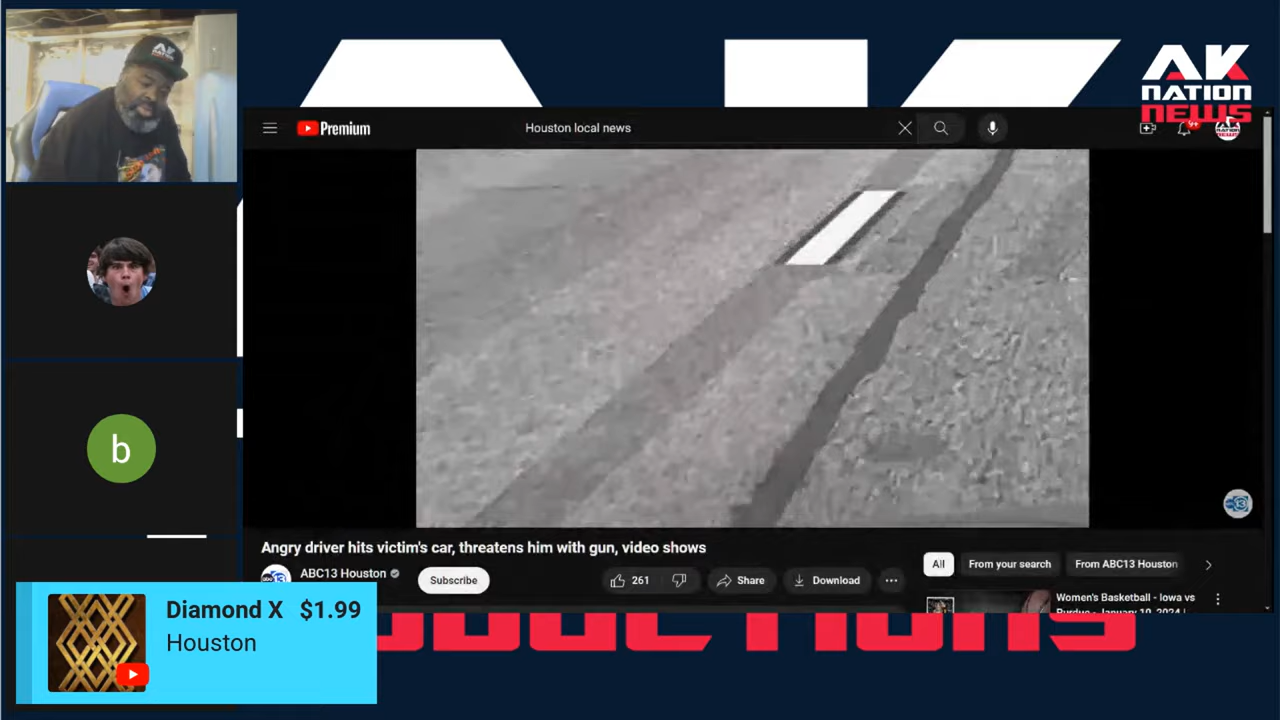 AK
NATION
NEWS
Premium
Houston local news
9+
13
Angry driver hits victim's car, threatens him with gun, video shows
ABC13 Houston
Subscribe
261
Share
Download
All
From your search
From ABC13 Houston
Women's Basketball - Iowa vs
Purdue - January 10, 2024 |
b
Diamond X $1.99
Houston